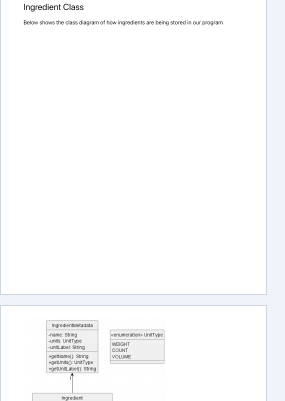 Ingredient Class
Below shows the class diagram of how ingredients are being stored in our program
IngredientMetadata
-name: String
-units: UnitType
-unitLabel: String
+getName(): String
+getUnits(): UnitType
+getUnitLabel(): String
«enumeration» UnitType
WEIGHT
COUNT
VOLUME
Ingredient